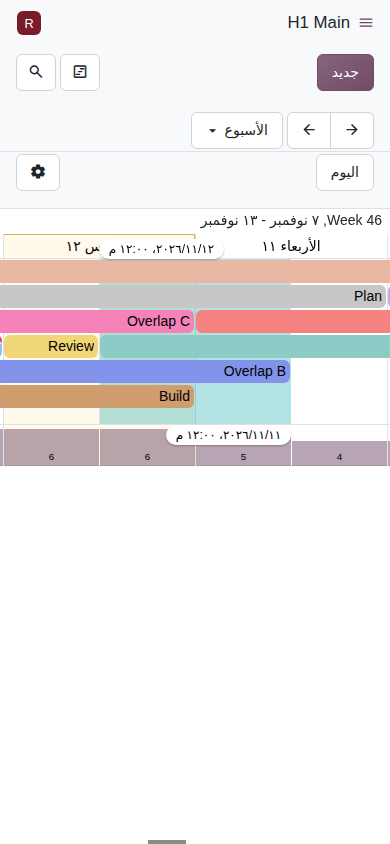 H1 Main
R
جديد
الأسبوع
اليوم
Week 46, ٧ نوفمبر - ١٣ نوفمبر
الأربعاء ١١
س ١٢
٢٠٢٦/١١/١٢، ١٢:٠٠ م
Plan
Overlap C
Review
Overlap B
Build
٢٠٢٦/١١/١١، ١٢:٠٠ م
4
5
6
6